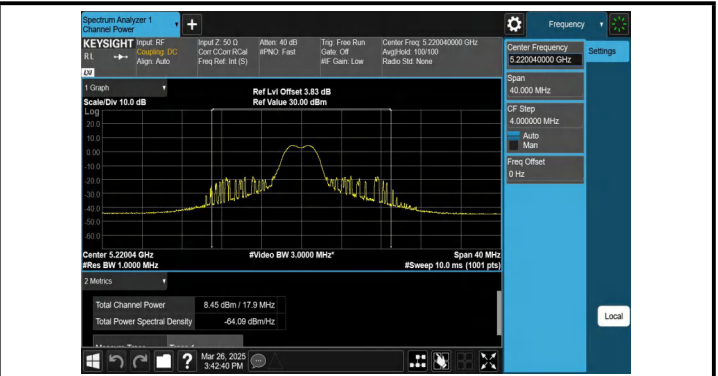 Spectrum Analyzer 1
Channel Power
Frequency
KEYSIGHT
Input: RF
Coupling: DC
Align: Auto
Input Z: 50 Ω
Corr CCorr RCal
Freq Ref: Int (S)
Atten: 40 dB
#PNO: Fast
Trig: Free Run
Gate: Off
#IF Gain: Low
Center Freq: 5.220040000 GHz
Avg|Hold: 100/100
Radio Std: None
LXI
Center Frequency
5.220040000 GHz
Settings
Span
40.000 MHz
CF Step
4.000000 MHz
Auto
Man
Freq Offset
0 Hz
1 Graph
Scale/Div 10.0 dB
Ref Lvl Offset 3.83 dB
Ref Value 30.00 dBm
Log
20.0
10.0
0.00
-10.0
-20.0
-30.0
-40.0
-50.0
-60.0
Center 5.22004 GHz
#Res BW 1.0000 MHz
#Video BW 3.0000 MHz*
Span 40 MHz
#Sweep 10.0 ms (1001 pts)
2 Metrics
Total Channel Power 8.45 dBm / 17.9 MHz
Total Power Spectral Density -64.09 dBm/Hz
Local
?
Mar 26, 2025
3:42:40 PM